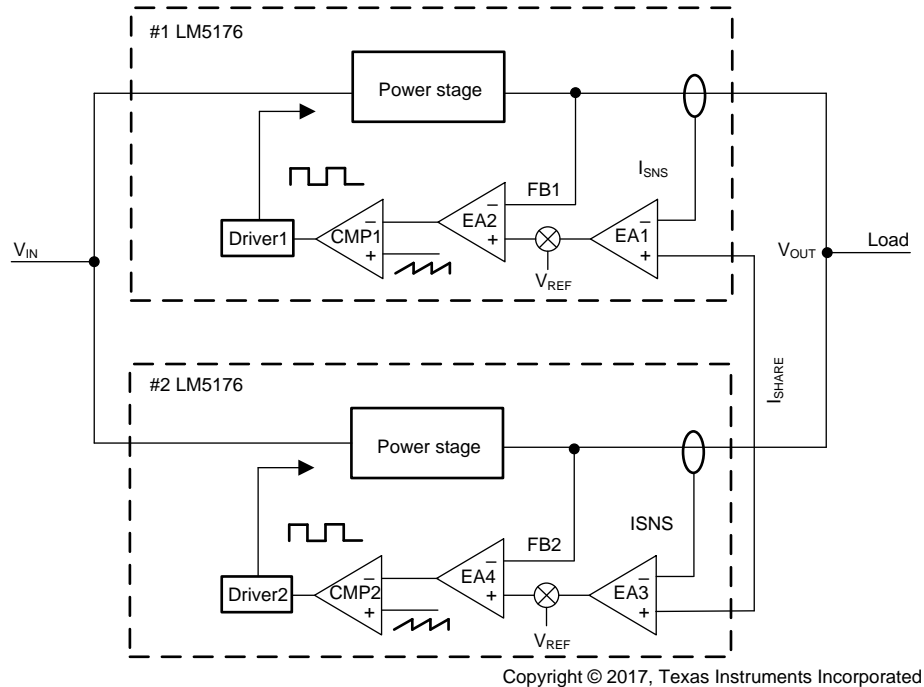 #1 LM5176
Power stage
I_SNS
FB1
EA2
−
+
EA1
−
+
CMP1
−
+
Driver1
V_REF
V_IN
V_OUT
Load
I_SHARE
#2 LM5176
Power stage
ISNS
FB2
EA4
−
+
EA3
−
+
CMP2
−
+
Driver2
V_REF
Copyright © 2017, Texas Instruments Incorporated